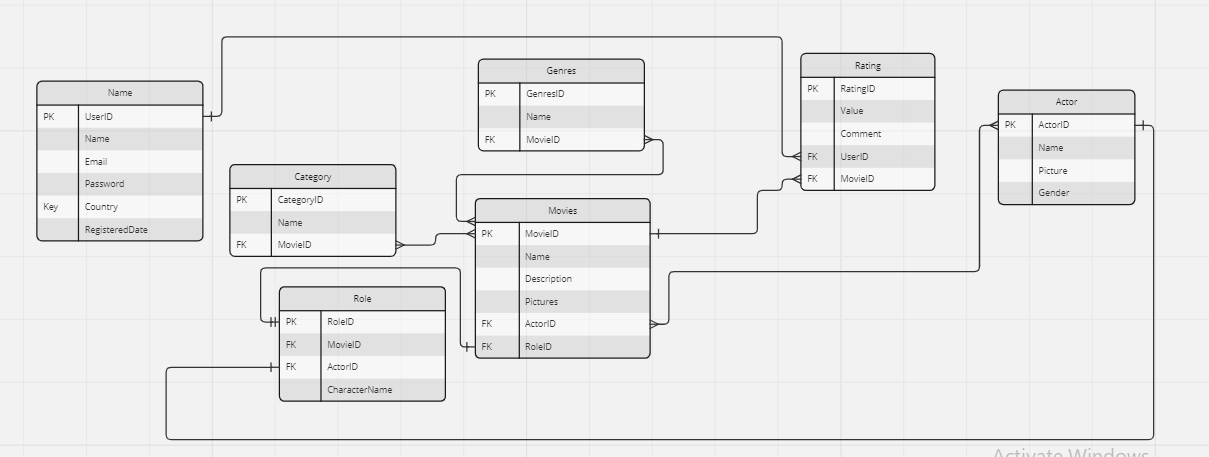 Name
PK UserID
Name
Email
Password
Key Country
RegisteredDate
Category
PK CategoryID
Name
FK MovieID
Genres
PK GenresID
Name
FK MovieID
Role
PK RoleID
FK MovieID
FK ActorID
CharacterName
Movies
PK MovieID
Name
Description
Pictures
FK ActorID
FK RoleID
Rating
PK RatingID
Value
Comment
FK UserID
FK MovieID
Actor
PK ActorID
Name
Picture
Gender
Activate Windows